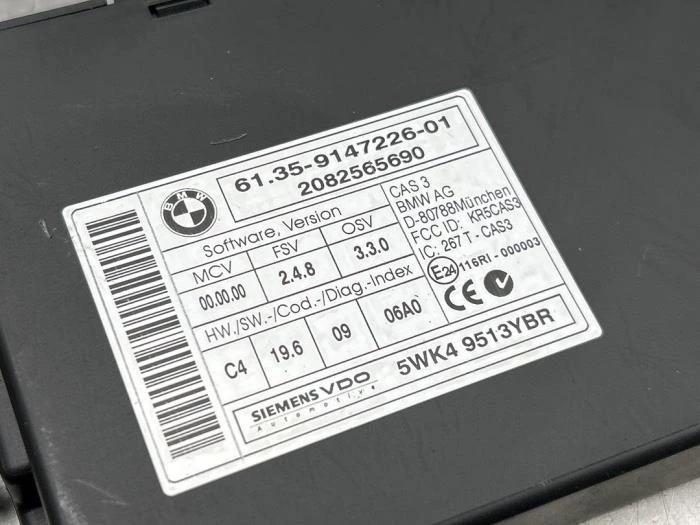 BMW
61.35-9147226-01
2082565690
Software, Version
MCV FSV OSV
00.00.00 2.4.8 3.3.0
HW./SW.-/Cod.-/Diag.-Index
C4 19.6 09 06A0
CAS 3
BMW AG
D-80788München
FCC ID: KR5CAS3
IC: 267T-CAS3
E24 116RI-000003
CE
SIEMENS VDO
Automotive
5WK4 9513YBR